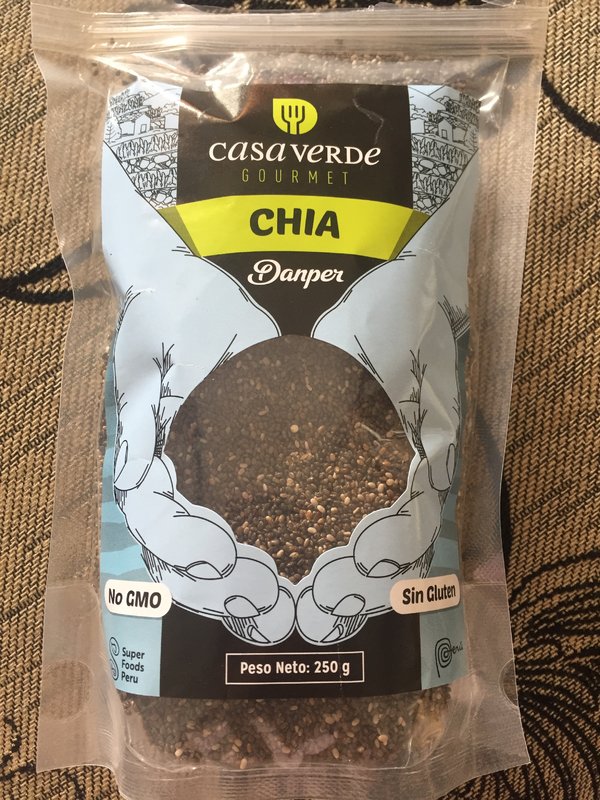 casa verde
GOURMET
CHIA
Danper
No GMO
Sin Gluten
Super
Foods
Peru
Perú
Peso Neto: 250 g